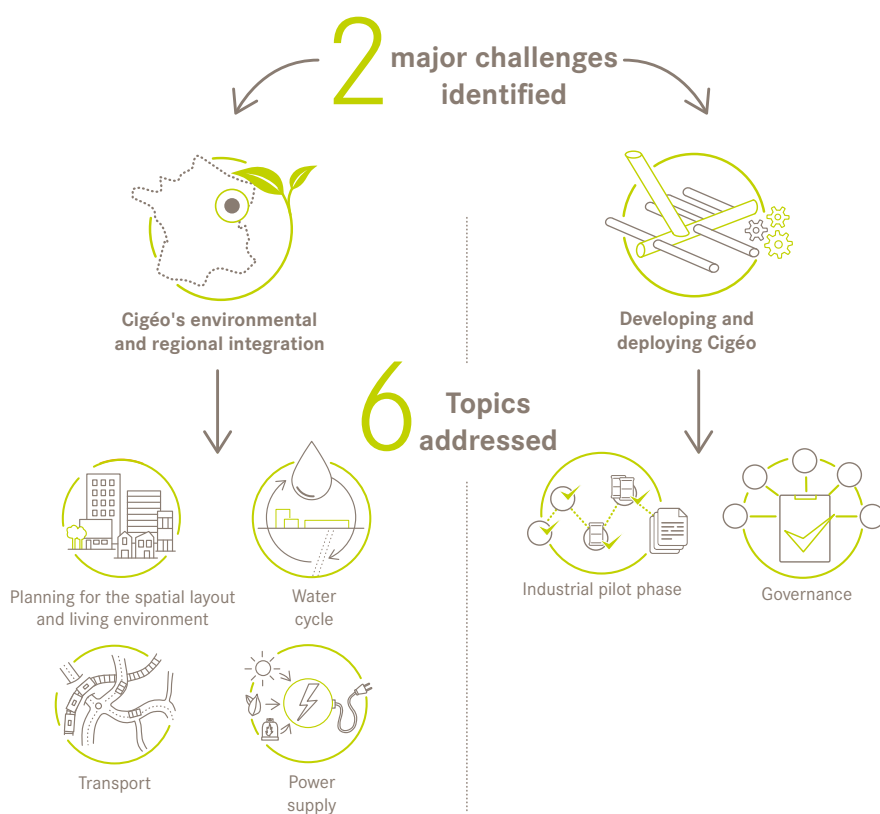 2 major challenges
identified
Cigéo's environmental
and regional integration
Developing and
deploying Cigéo
6 Topics
addressed
Planning for the spatial layout
and living environment
Water
cycle
Industrial pilot phase
Governance
Transport
Power
supply